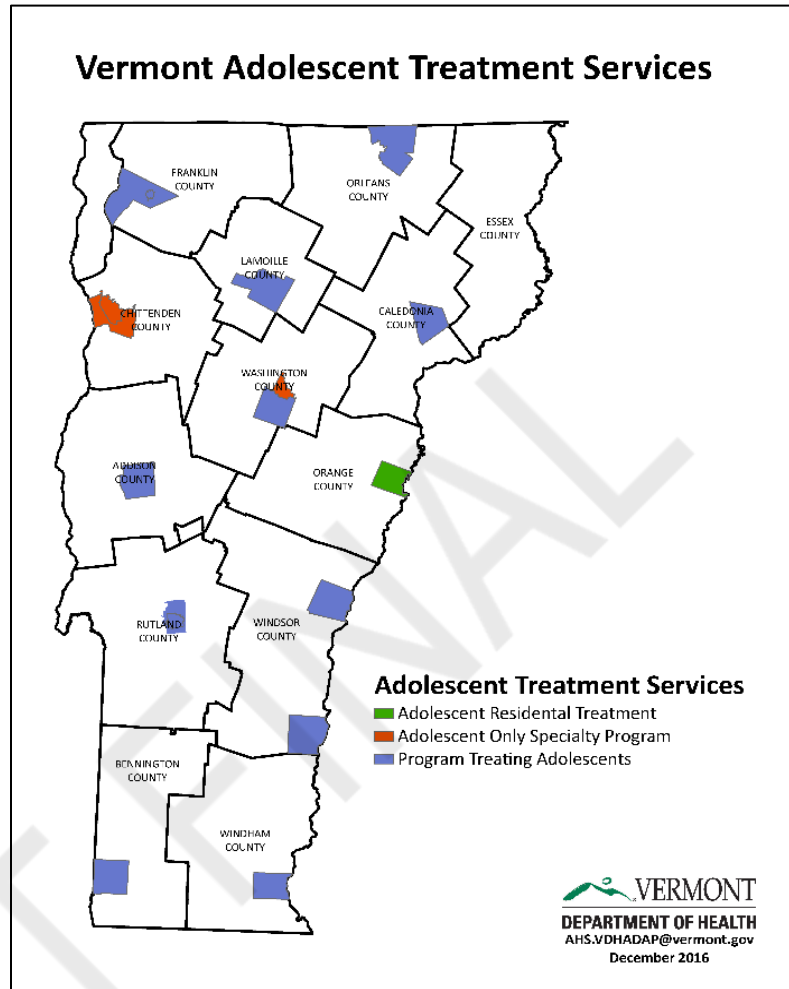 Vermont Adolescent Treatment Services
FRANKLIN
COUNTY
ORLEANS
COUNTY
ESSEX
COUNTY
LAMOILLE
COUNTY
CHITTENDEN
COUNTY
CALEDONIA
COUNTY
WASHINGTON
COUNTY
ADDISON
COUNTY
ORANGE
COUNTY
RUTLAND
COUNTY
WINDSOR
COUNTY
Adolescent Treatment Services
Adolescent Residental Treatment
Adolescent Only Specialty Program
Program Treating Adolescents
BENNINGTON
COUNTY
WINDHAM
COUNTY
VERMONT
DEPARTMENT OF HEALTH
AHS.VDHADAP@vermont.gov
December 2016
T FINAL